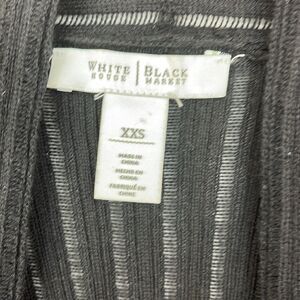 WHITE | BLACK
HOUSE | MARKET
XXS
MADE IN
CHINA
HECHO EN
CHINA
FABRIQUÉ EN
CHINE